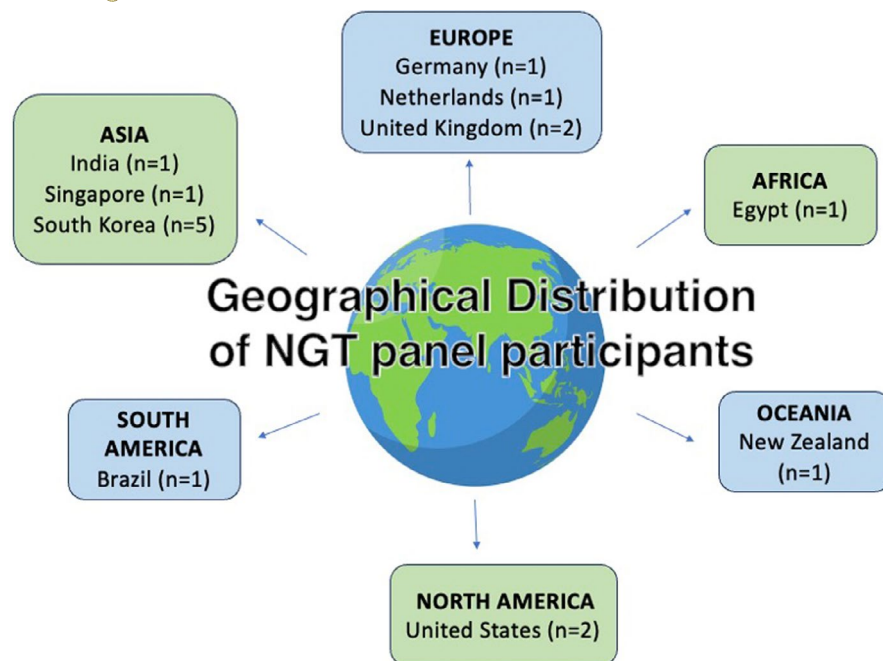 EUROPE
Germany (n=1)
Netherlands (n=1)
United Kingdom (n=2)
ASIA
India (n=1)
Singapore (n=1)
South Korea (n=5)
AFRICA
Egypt (n=1)
Geographical Distribution
of NGT panel participants
SOUTH
AMERICA
Brazil (n=1)
OCEANIA
New Zealand
(n=1)
NORTH AMERICA
United States (n=2)